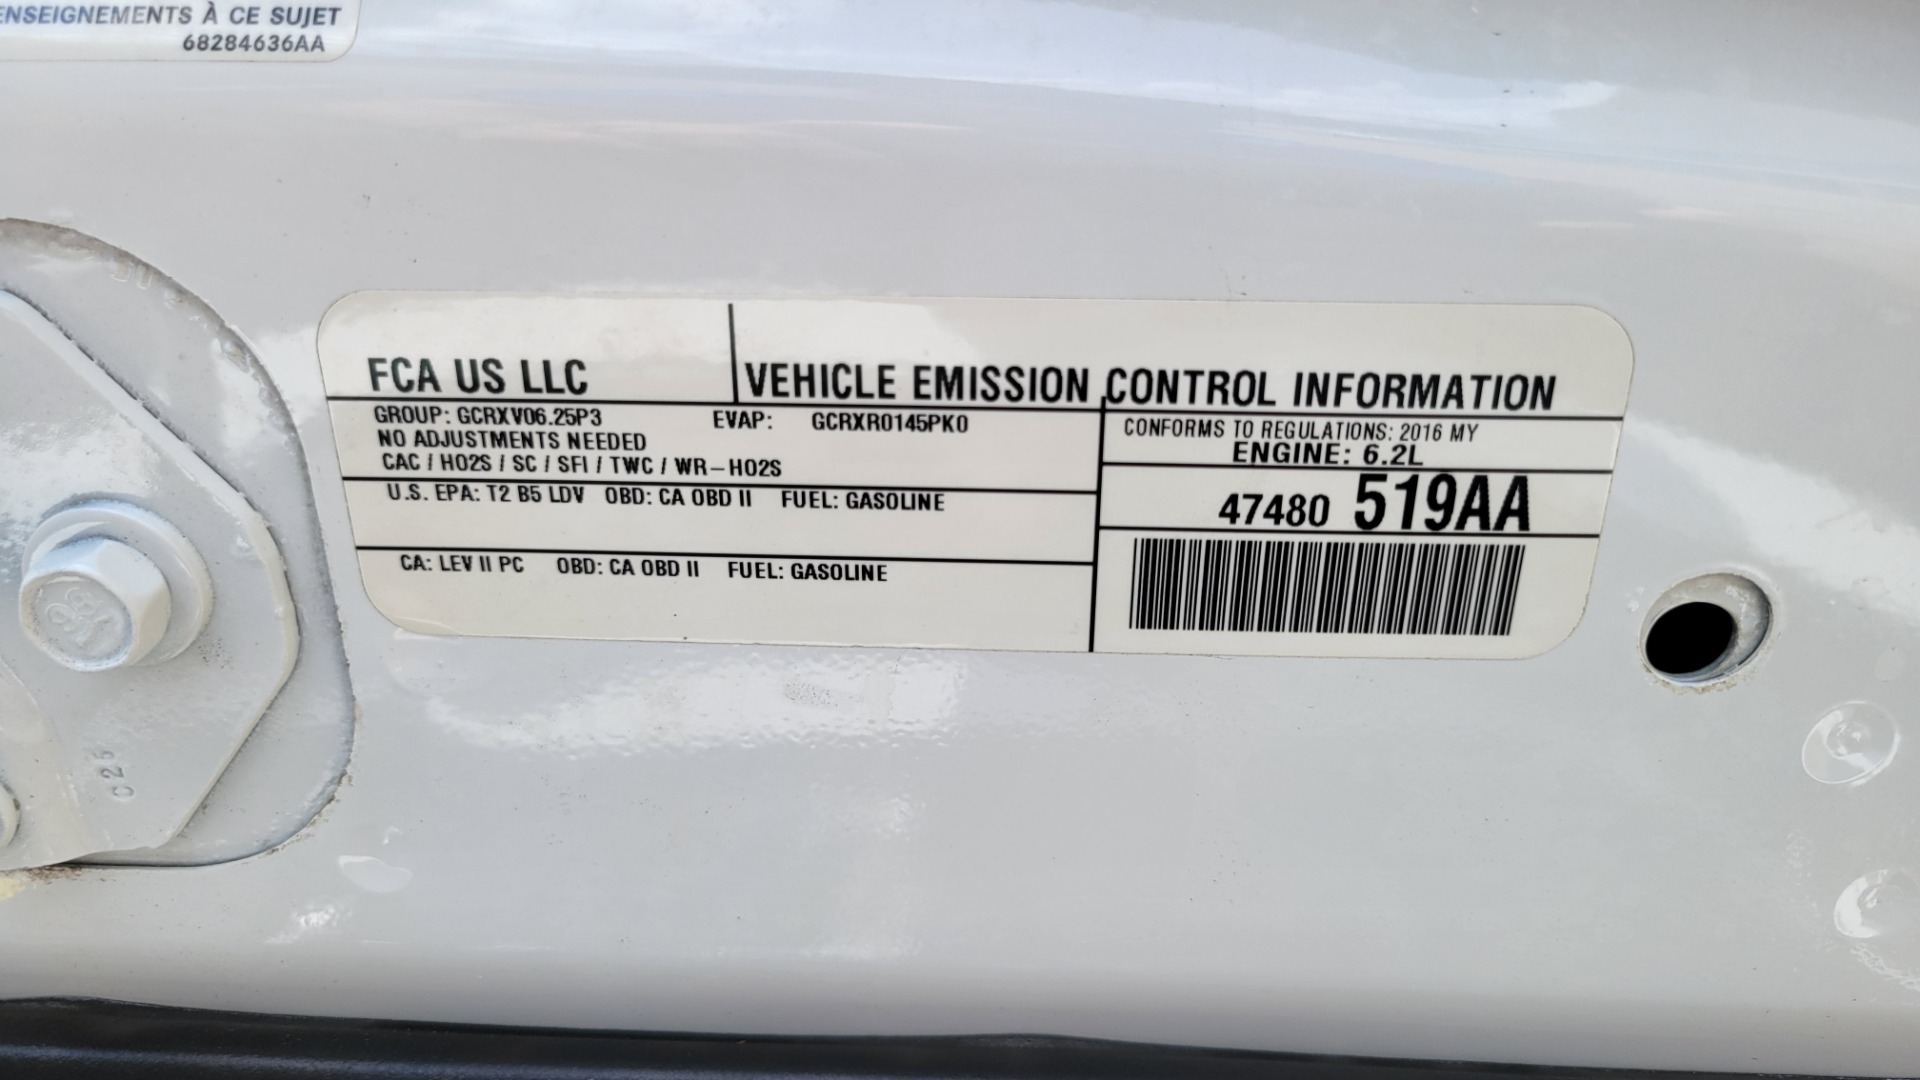 ENSEIGNEMENTS À CE SUJET
68284636AA
FCA US LLC
VEHICLE EMISSION CONTROL INFORMATION
GROUP: GCRXV06.25P3 EVAP: GCRXR0145PK0
NO ADJUSTMENTS NEEDED
CAC / HO2S / SC / SFI / TWC / WR-HO2S
U.S. EPA: T2 B5 LDV OBD: CA OBD II FUEL: GASOLINE
CA: LEV II PC OBD: CA OBD II FUEL: GASOLINE
CONFORMS TO REGULATIONS: 2016 MY
ENGINE: 6.2L
47480 519AA
C25